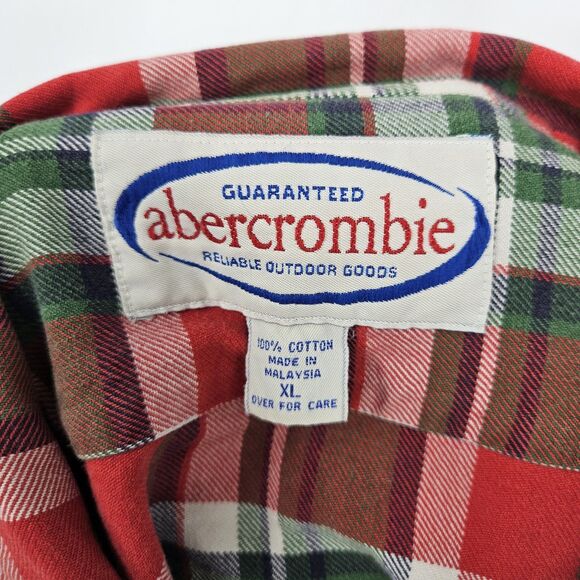 GUARANTEED
abercrombie
RELIABLE OUTDOOR GOODS
100% COTTON
MADE IN
MALAYSIA
XL
OVER FOR CARE